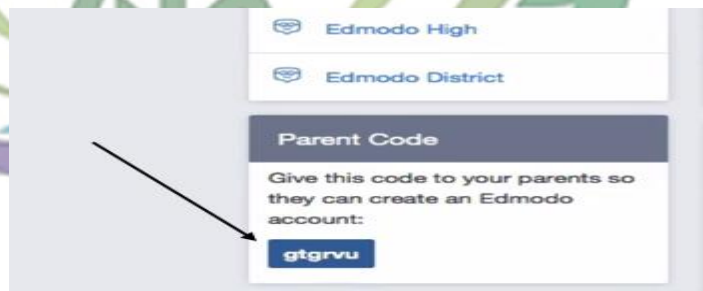 Edmodo High
Edmodo District
Parent Code
Give this code to your parents so
they can create an Edmodo
account:
gtgrvu